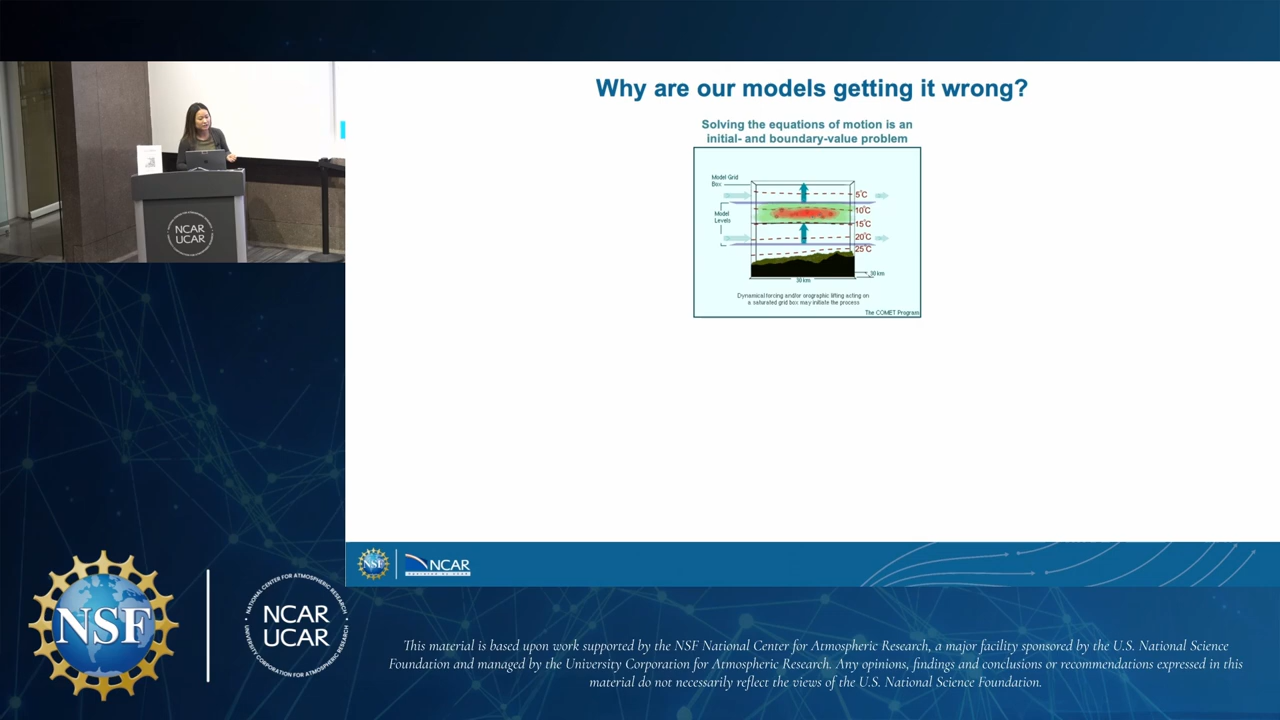 Why are our models getting it wrong?
Solving the equations of motion is an
initial- and boundary-value problem
Model Grid
Box
Model
Levels
5°C
10°C
15°C
20°C
25°C
30 km
30 km
Dynamical forcing and/or orographic lifting acting on
a saturated grid box may initiate the process
The COMET Program
NCAR
UCAR
NSF
NCAR
NSF
NATIONAL CENTER FOR ATMOSPHERIC RESEARCH
NCAR
UCAR
UNIVERSITY CORPORATION FOR ATMOSPHERIC RESEARCH
This material is based upon work supported by the NSF National Center for Atmospheric Research, a major facility sponsored by the U.S. National Science
Foundation and managed by the University Corporation for Atmospheric Research. Any opinions, findings and conclusions or recommendations expressed in this
material do not necessarily reflect the views of the U.S. National Science Foundation.